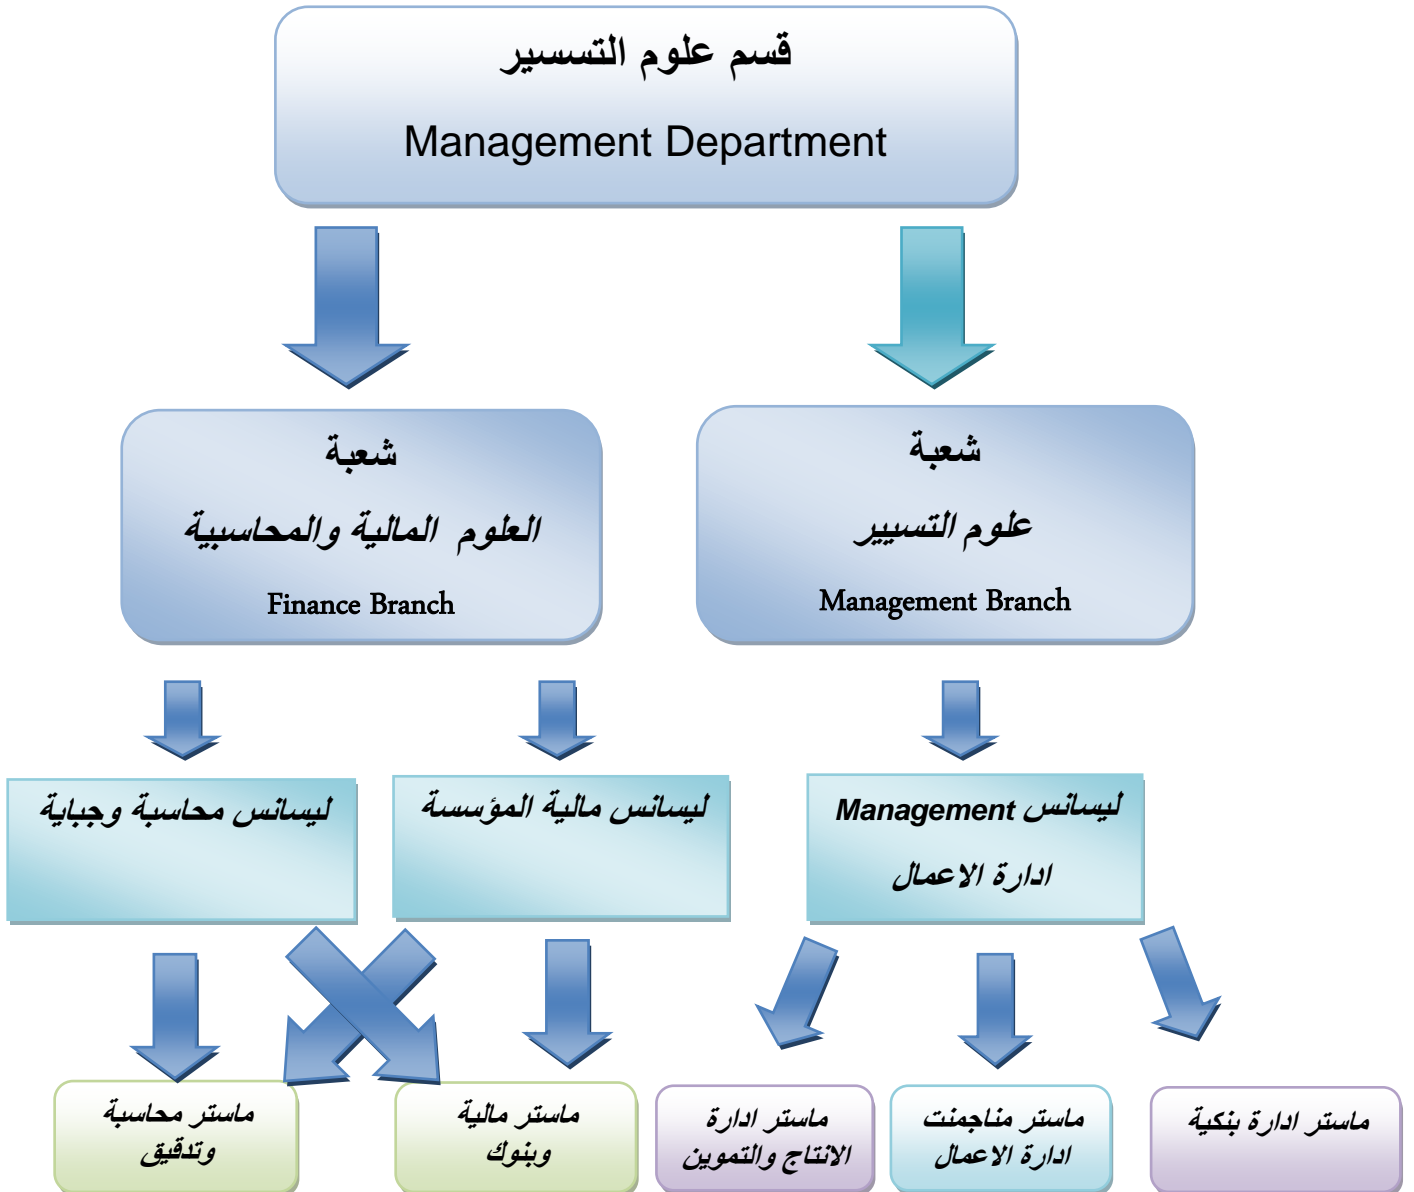 قسم علوم التسسير
Management Department
شعبة
علوم التسيير
Management Branch
شعبة
العلوم المالية والمحاسبية
Finance Branch
ليسانس Management
ادارة الاعمال
ليسانس مالية المؤسسة
ليسانس محاسبة وجباية
ماستر ادارة بنكية
ماستر مناجمنت
ادارة الاعمال
ماستر ادارة
الانتاج والتموين
ماستر مالية
وبنوك
ماستر محاسبة
وتدقيق